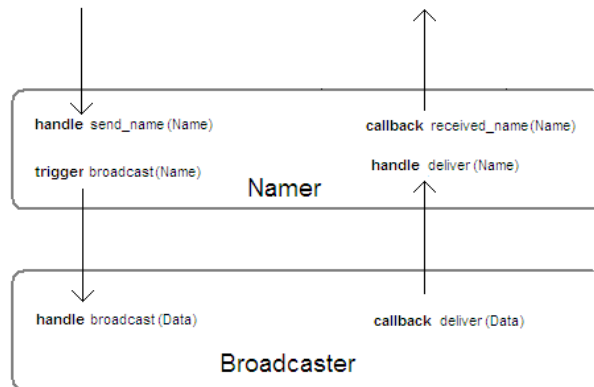 handle send_name(Name)
callback received_name(Name)
trigger broadcast(Name)
handle deliver(Name)
Namer
handle broadcast(Data)
callback deliver(Data)
Broadcaster